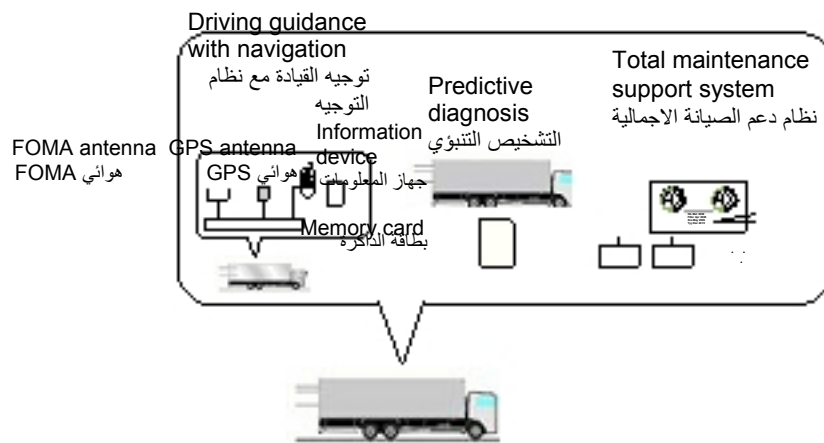 Driving guidance
with navigation
توجيه القيادة مع نظام
التوجيه
Predictive
diagnosis
التشخيص التنبؤي
Total maintenance
support system
نظام دعم الصيانة الاجمالية
FOMA antenna
هوائي FOMA
GPS antenna
هوائي GPS
Information
device
جهاز المعلومات
Memory card
بطاقة الذاكرة